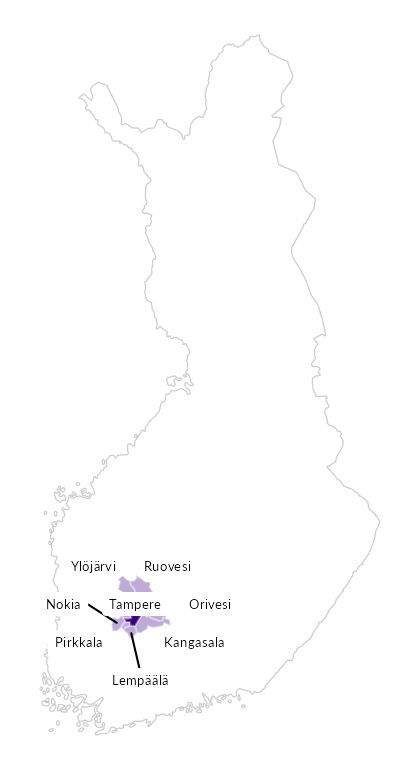 Ylöjärvi Ruovesi
Nokia Tampere Orivesi
Pirkkala Kangasala
Lempäälä